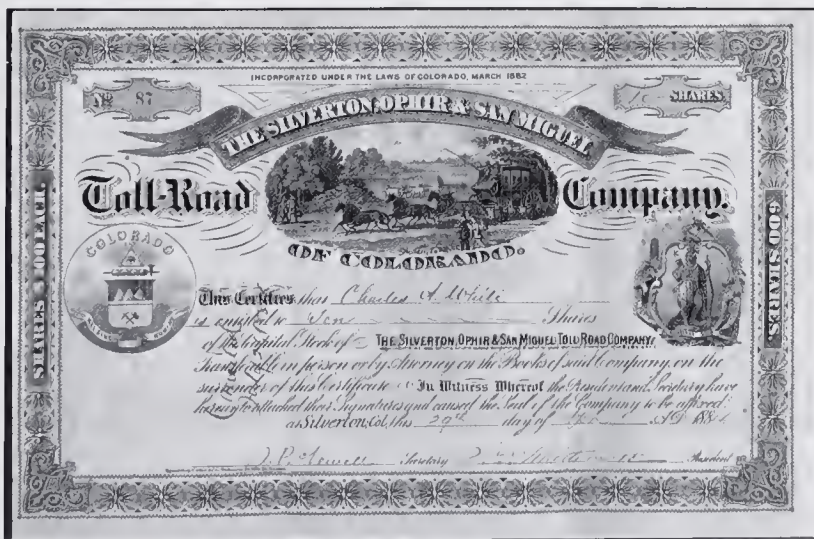 INCORPORATED UNDER THE LAWS OF COLORADO, MARCH 1882
No 87
SHARES
THE SILVERTON, OPHIR & SAN MIGUEL
Toll-Road Company.
OF COLORADO.
SHARES $100 EACH.
600 SHARES.
COLORADO
This Certifies that Charles A. White
is entitled to Ten Shares
of the Capital Stock of THE SILVERTON, OPHIR & SAN MIGUEL TOLL ROAD COMPANY.
Transferable in person or by Attorney on the Books of said Company, on the
surrender of this Certificate In Witness Whereof the President and Secretary have
hereunto attached their Signatures and caused the Seal of the Company to be affixed
at Silverton, Col. this 29th day of A.D. 188
Secretary President